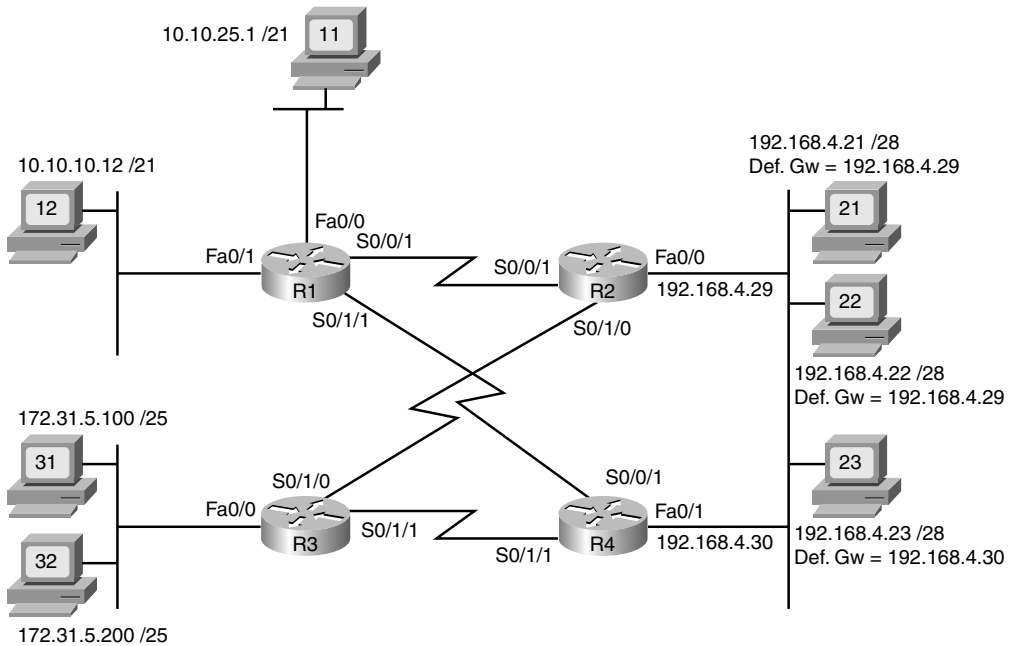 10.10.25.1 /21
11
10.10.10.12 /21
12
192.168.4.21 /28
Def. Gw = 192.168.4.29
21
Fa0/0
S0/0/1
Fa0/1
R1
S0/1/1
S0/0/1
R2
Fa0/0
192.168.4.29
S0/1/0
22
192.168.4.22 /28
Def. Gw = 192.168.4.29
172.31.5.100 /25
31
32
172.31.5.200 /25
S0/1/0
Fa0/0
R3
S0/1/1
S0/0/1
R4
S0/1/1
Fa0/1
192.168.4.30
23
192.168.4.23 /28
Def. Gw = 192.168.4.30